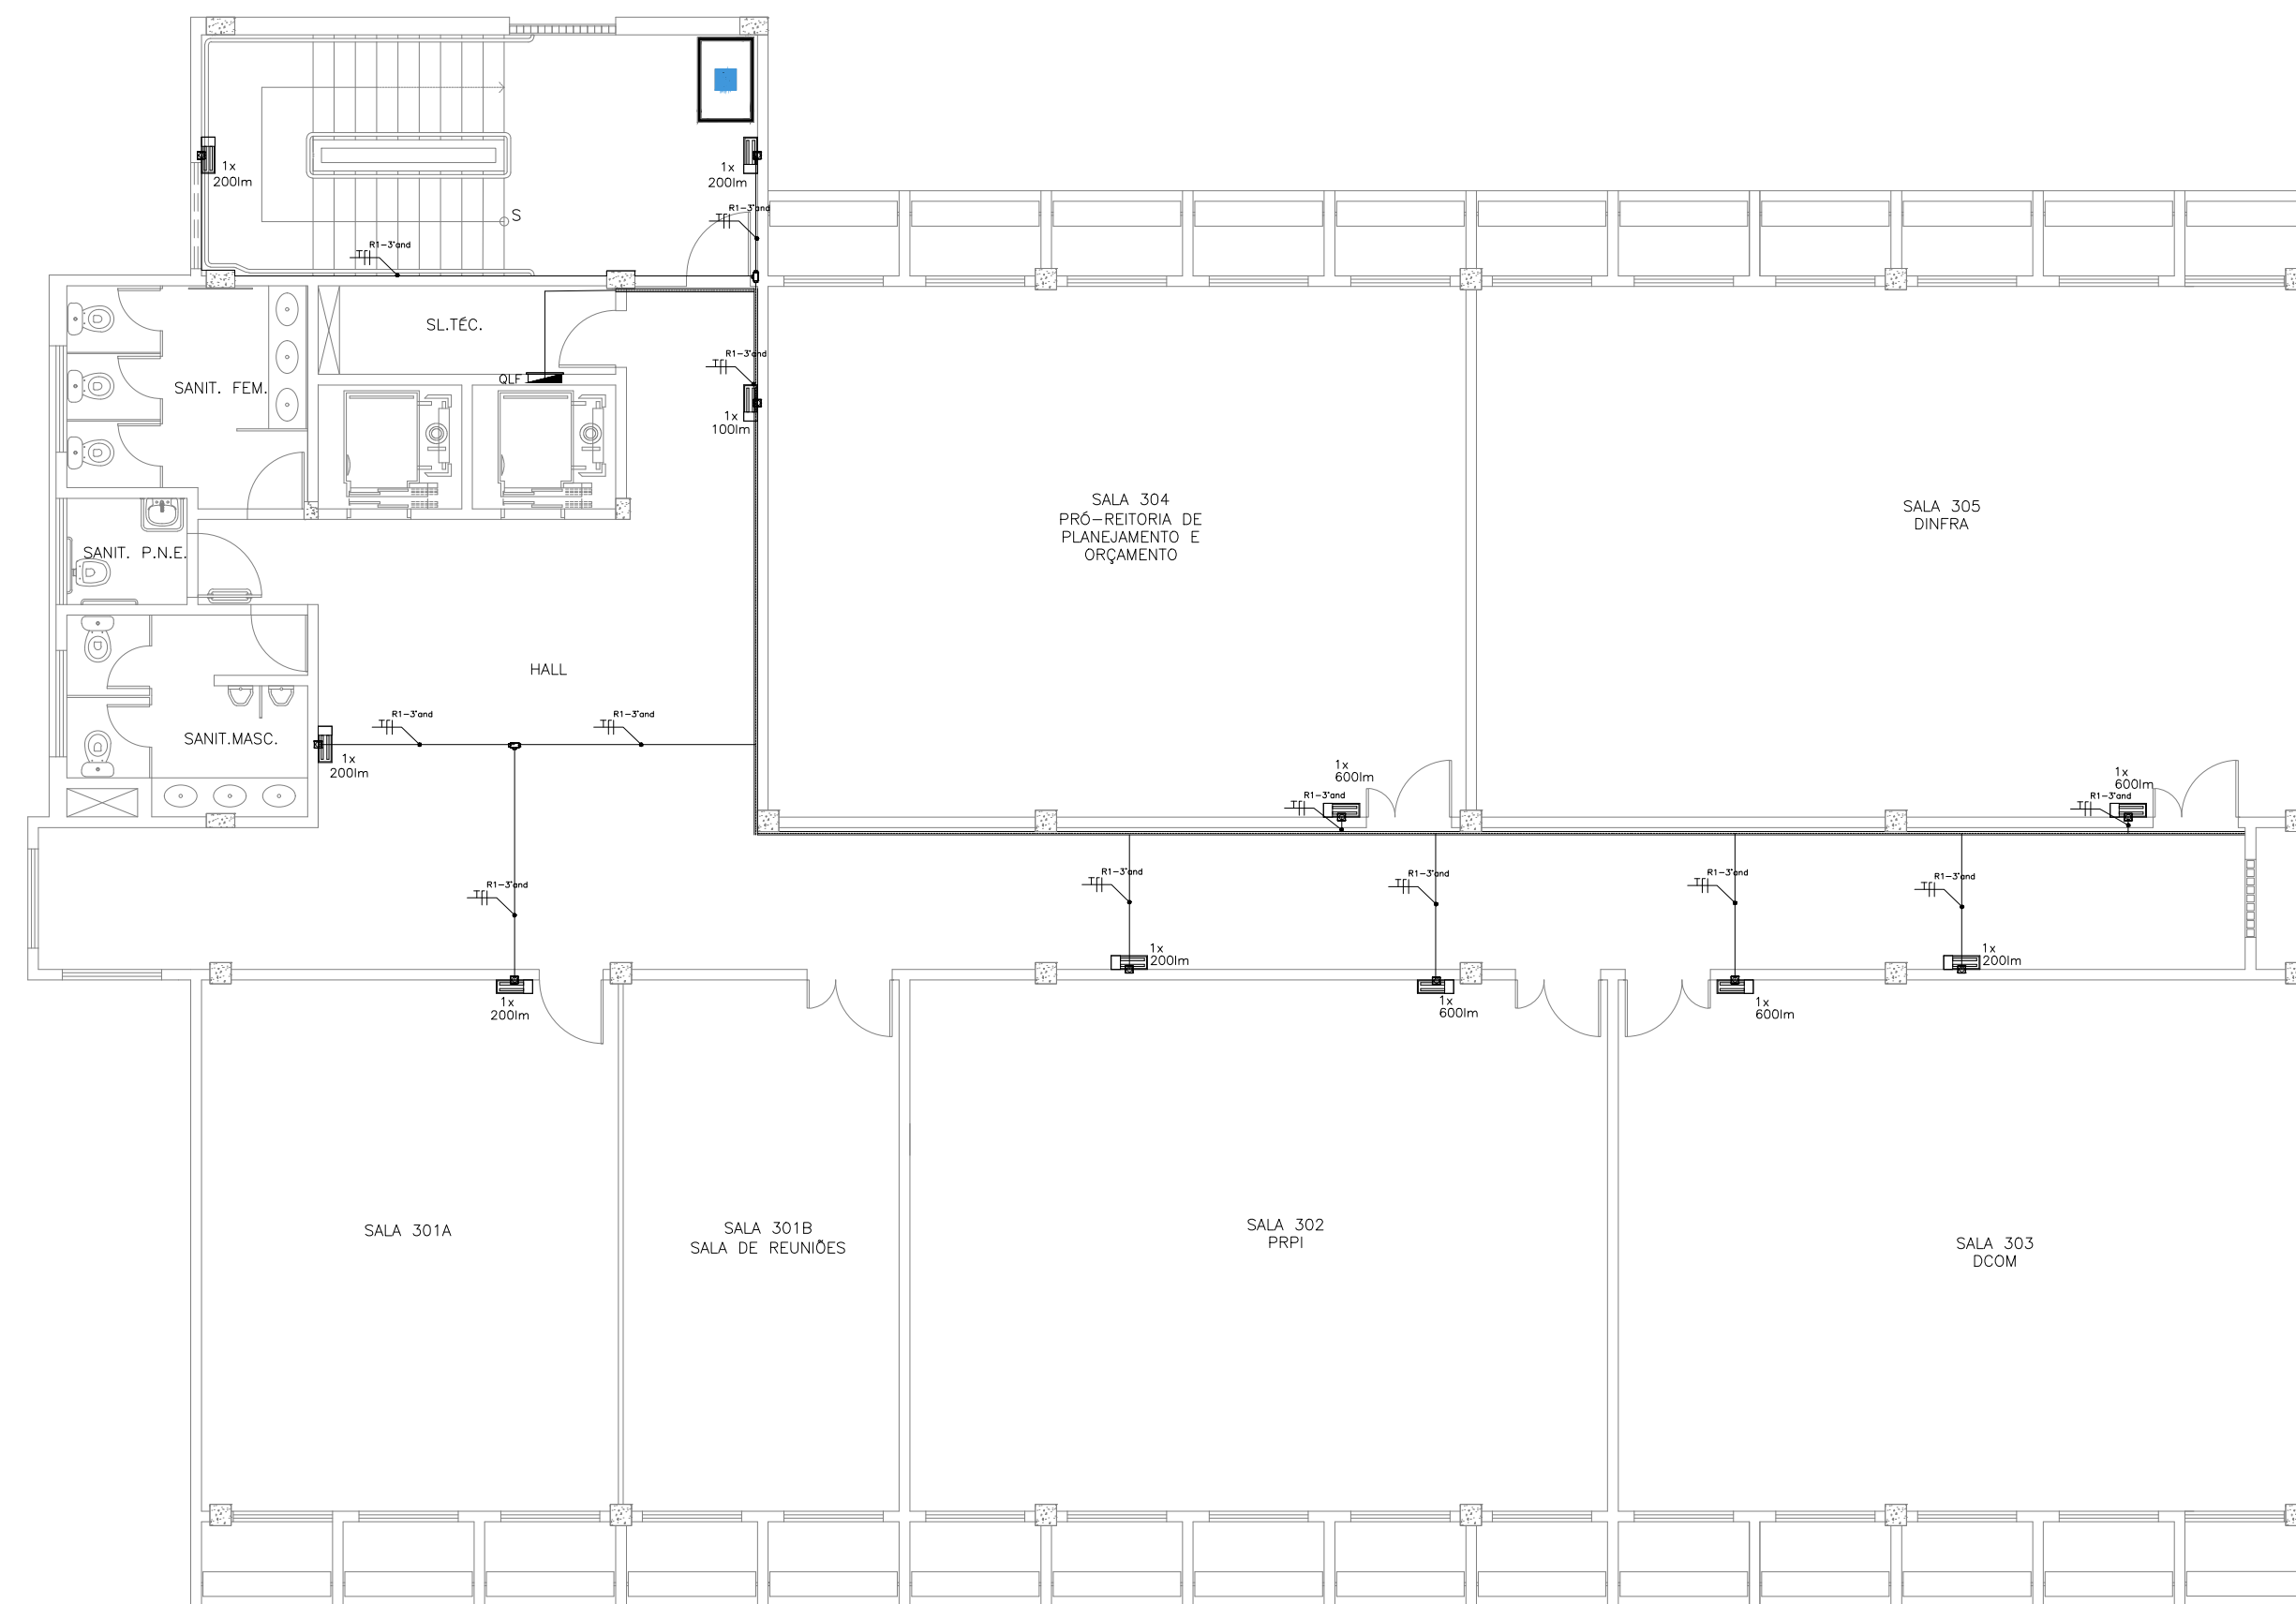 1x
200lm
1x
200lm
R1-3°and
S
R1-3°and
SL.TÉC.
QLF
R1-3°and
SANIT. FEM.
1x
100lm
SALA 304
PRÓ-REITORIA DE
PLANEJAMENTO E
ORÇAMENTO
SALA 305
DINFRA
SANIT. P.N.E.
HALL
R1-3°and
R1-3°and
SANIT.MASC.
1x
200lm
1x
600lm
R1-3°and
1x
600lm
R1-3°and
R1-3°and
R1-3°and
R1-3°and
R1-3°and
R1-3°and
1x
200lm
1x
200lm
1x
200lm
1x
600lm
1x
600lm
SALA 301A
SALA 301B
SALA DE REUNIÕES
SALA 302
PRPI
SALA 303
DCOM